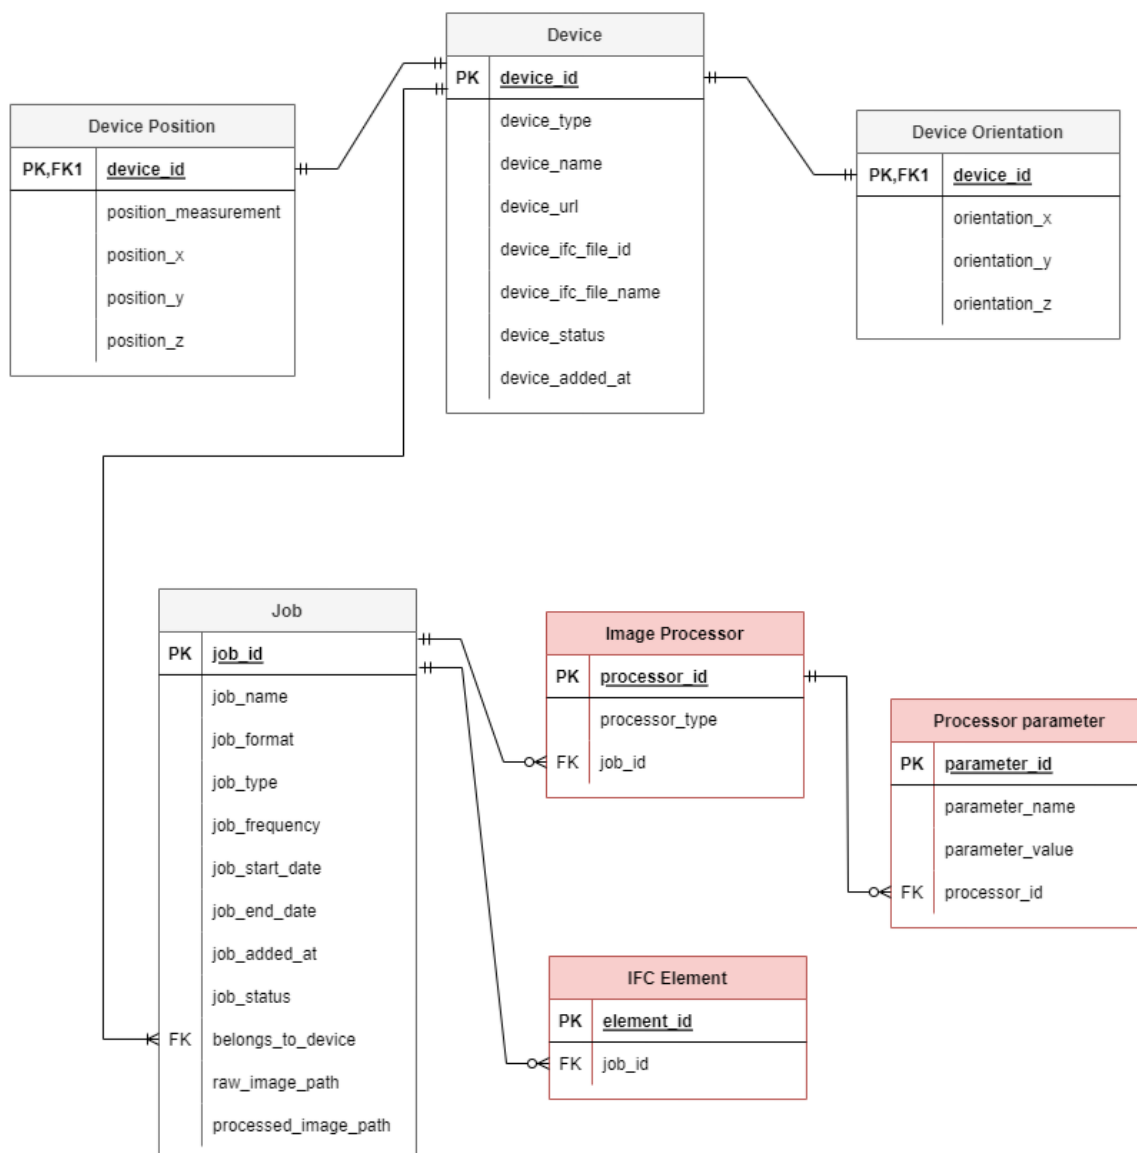 Device
PK device_id
device_type
device_name
device_url
device_ifc_file_id
device_ifc_file_name
device_status
device_added_at
Device Position
PK,FK1 device_id
position_measurement
position_x
position_y
position_z
Device Orientation
PK,FK1 device_id
orientation_x
orientation_y
orientation_z
Job
PK job_id
job_name
job_format
job_type
job_frequency
job_start_date
job_end_date
job_added_at
job_status
FK belongs_to_device
raw_image_path
processed_image_path
Image Processor
PK processor_id
processor_type
FK job_id
Processor parameter
PK parameter_id
parameter_name
parameter_value
FK processor_id
IFC Element
PK element_id
FK job_id